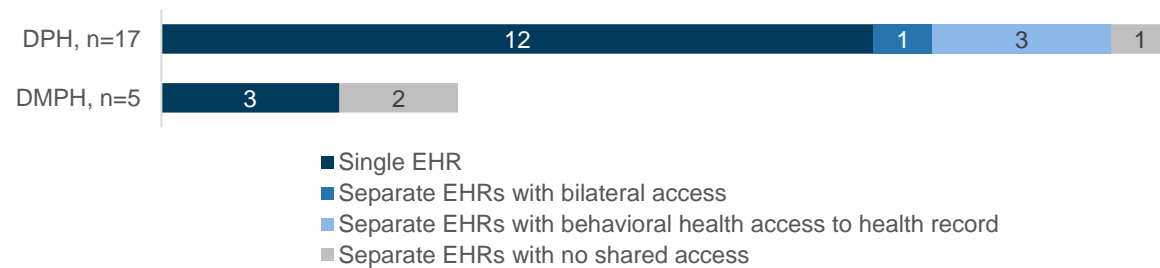 DPH, n=17 12 1 3 1
DMPH, n=5 3 2
Single EHR
Separate EHRs with bilateral access
Separate EHRs with behavioral health access to health record
Separate EHRs with no shared access